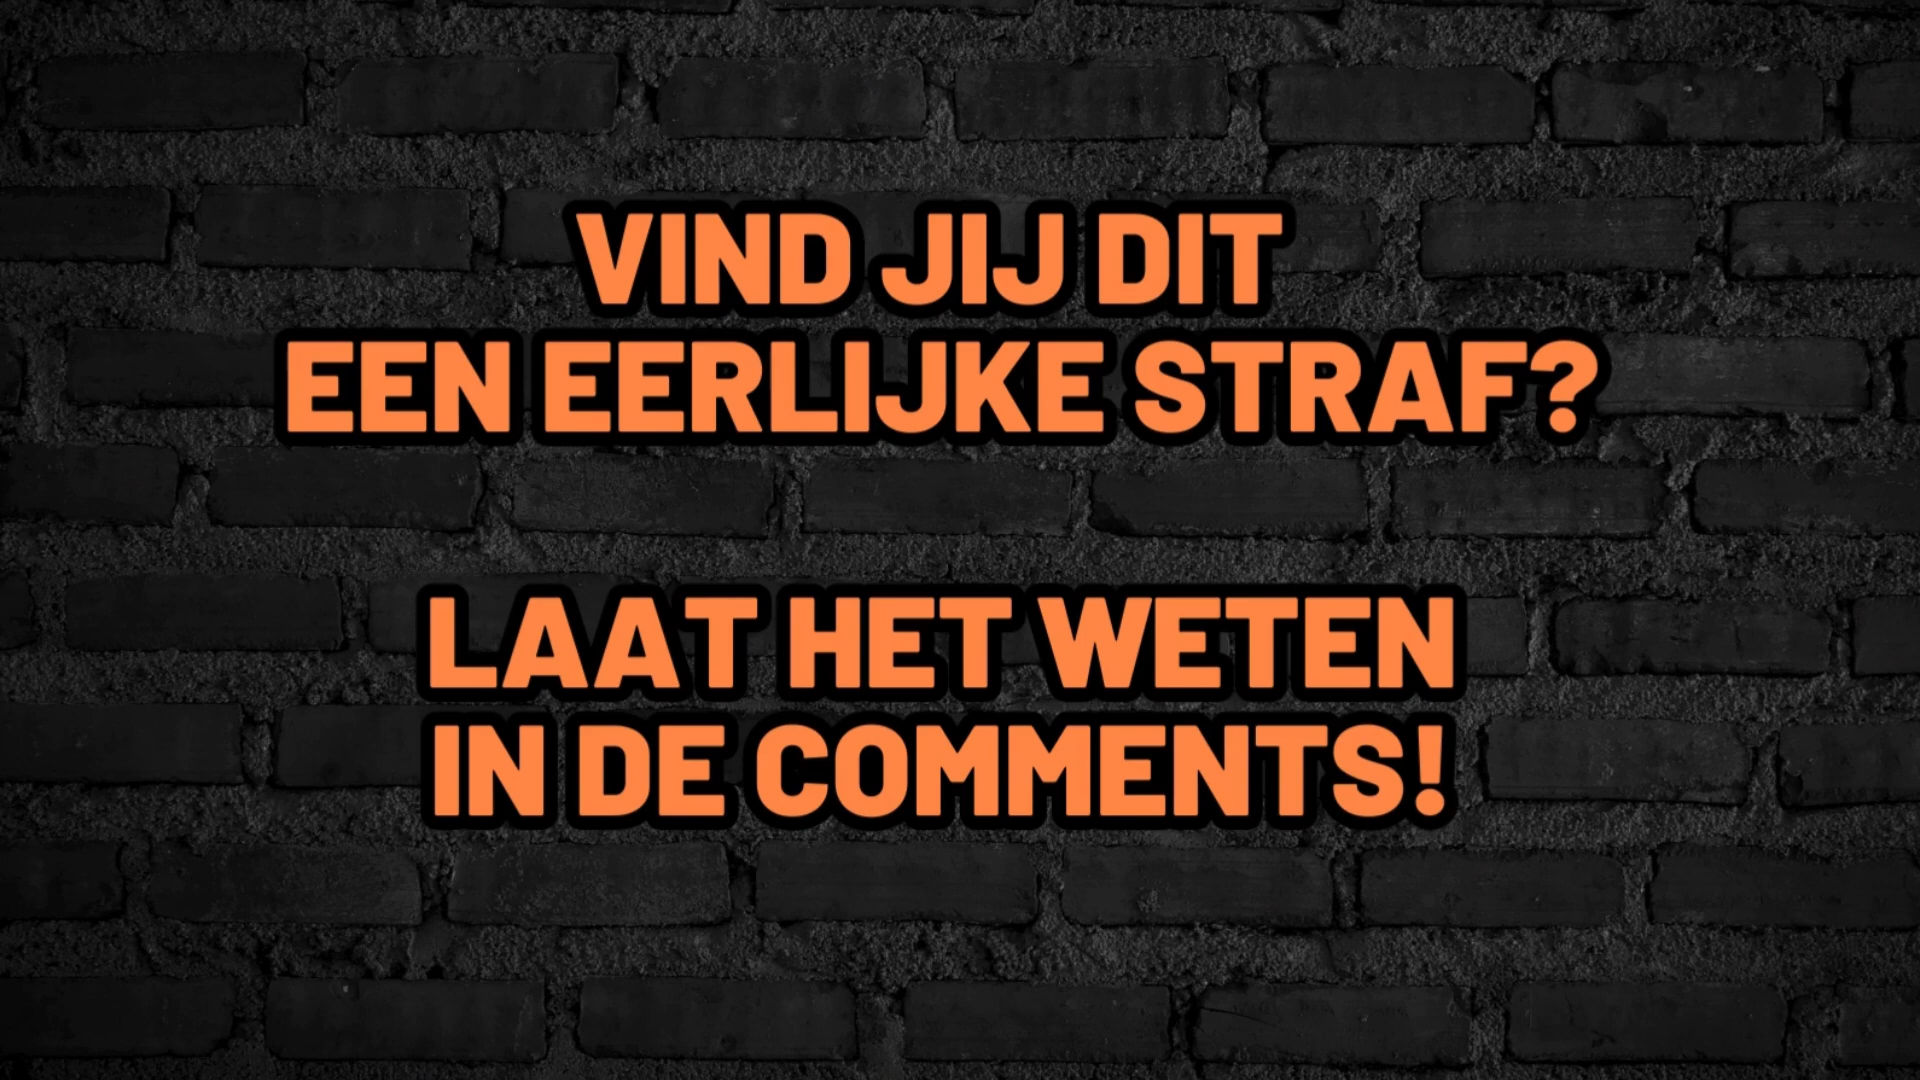 VIND JIJ DIT
EEN EERLIJKE STRAF?
LAAT HET WETEN
IN DE COMMENTS!